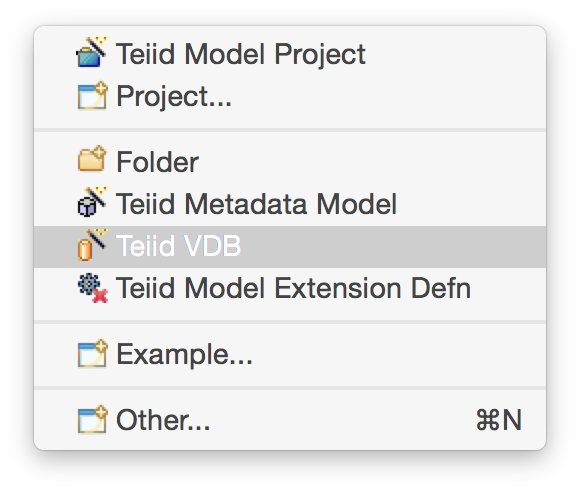 Teiid Model Project
Project...
Folder
Teiid Metadata Model
Teiid VDB
Teiid Model Extension Defn
Example...
Other... ⌘N